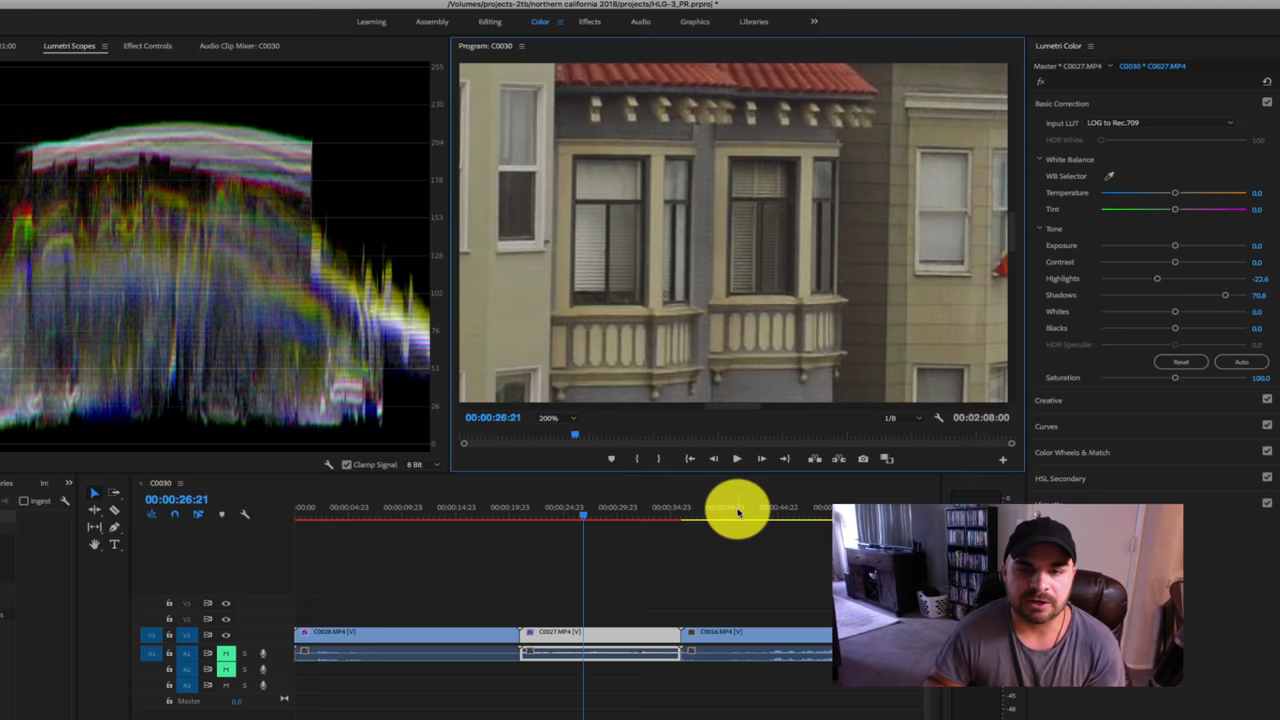 /Volumes/projects-2tb/northern california 2018/projects/HLG-3_PR.prproj *
Learning Assembly Editing Color Effects Audio Graphics Libraries
:21:00 Lumetri Scopes Effect Controls Audio Clip Mixer: C0030
Program: C0030
Lumetri Color
Master * C0027.MP4 C0030 * C0027.MP4
fx
Basic Correction
Input LUT LOG to Rec.709
HDR White 100
White Balance
WB Selector
Temperature 0.0
Tint 0.0
Tone
Exposure 0.0
Contrast 0.0
Highlights -22.6
Shadows 70.8
Whites 0.0
Blacks 0.0
HDR Specular 0.0
Reset Auto
Saturation 100.0
Creative
Curves
Color Wheels & Match
HSL Secondary
255
230
204
178
153
127
102
76
51
26
0
Clamp Signal 8 Bit
00:00:26:21 200% 1/8 00:02:08:00
Ingest
C0030
00:00:26:21
:00:00 00:00:04:23 00:00:09:23 00:00:14:23 00:00:19:23 00:00:24:23 00:00:29:23 00:00:34:23 00:00:44:22
V3
V2
V1 V1 C0028.MP4 [V] C0027.MP4 [V] C0016.MP4 [V]
A1 A1 M S
A2 M S
A3 M S
Master 0.0
0
-45
-48